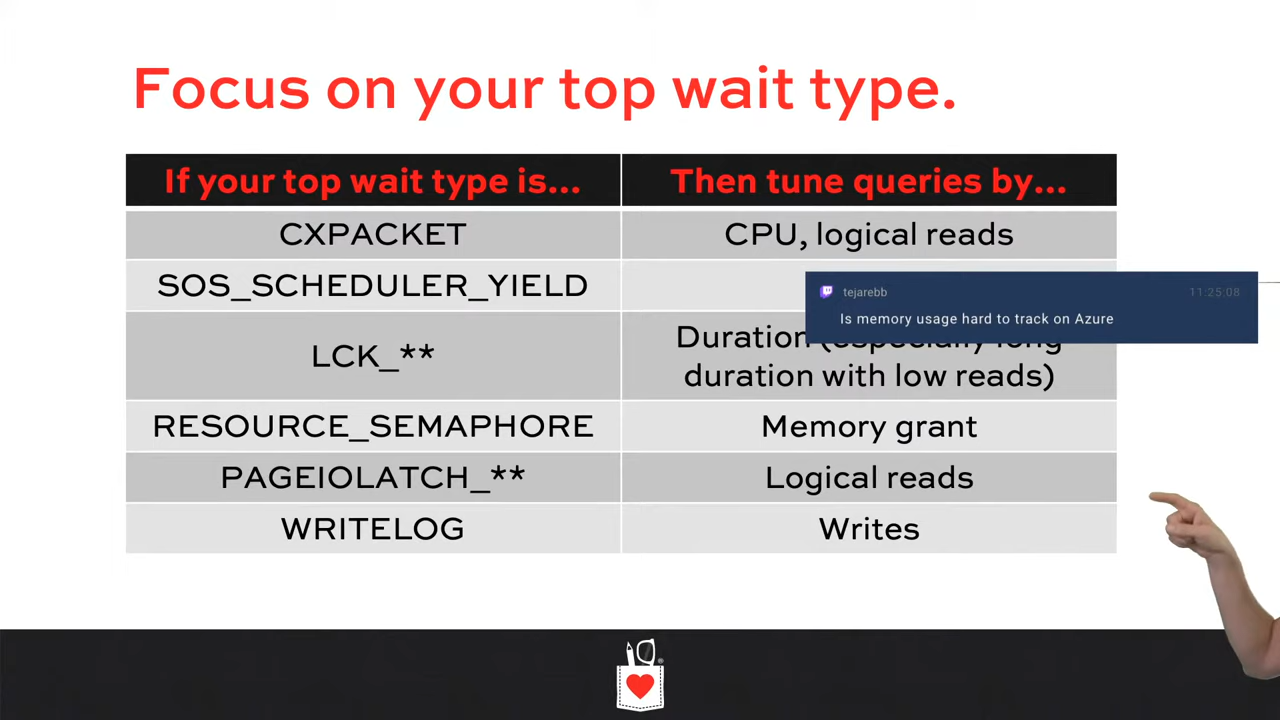 Focus on your top wait type.
If your top wait type is...
Then tune queries by...
CXPACKET
CPU, logical reads
SOS_SCHEDULER_YIELD
tejarebb
11:25:08
Is memory usage hard to track on Azure
LCK_**
Duration (especially long
duration with low reads)
RESOURCE_SEMAPHORE
Memory grant
PAGEIOLATCH_**
Logical reads
WRITELOG
Writes